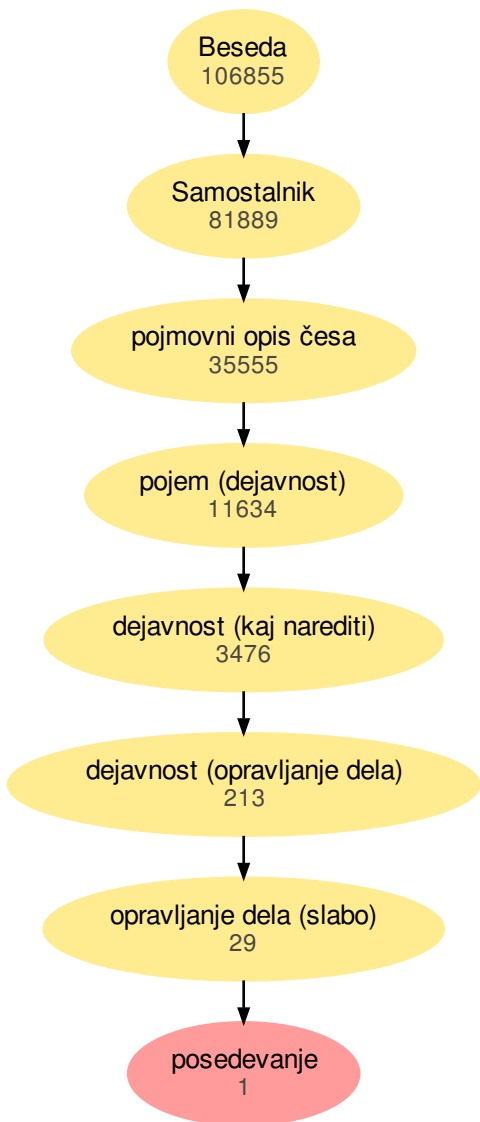 Beseda
106855
Samostalnik
81889
pojmovni opis česa
35555
pojem (dejavnost)
11634
dejavnost (kaj narediti)
3476
dejavnost (opravljanje dela)
213
opravljanje dela (slabo)
29
posedevanje
1